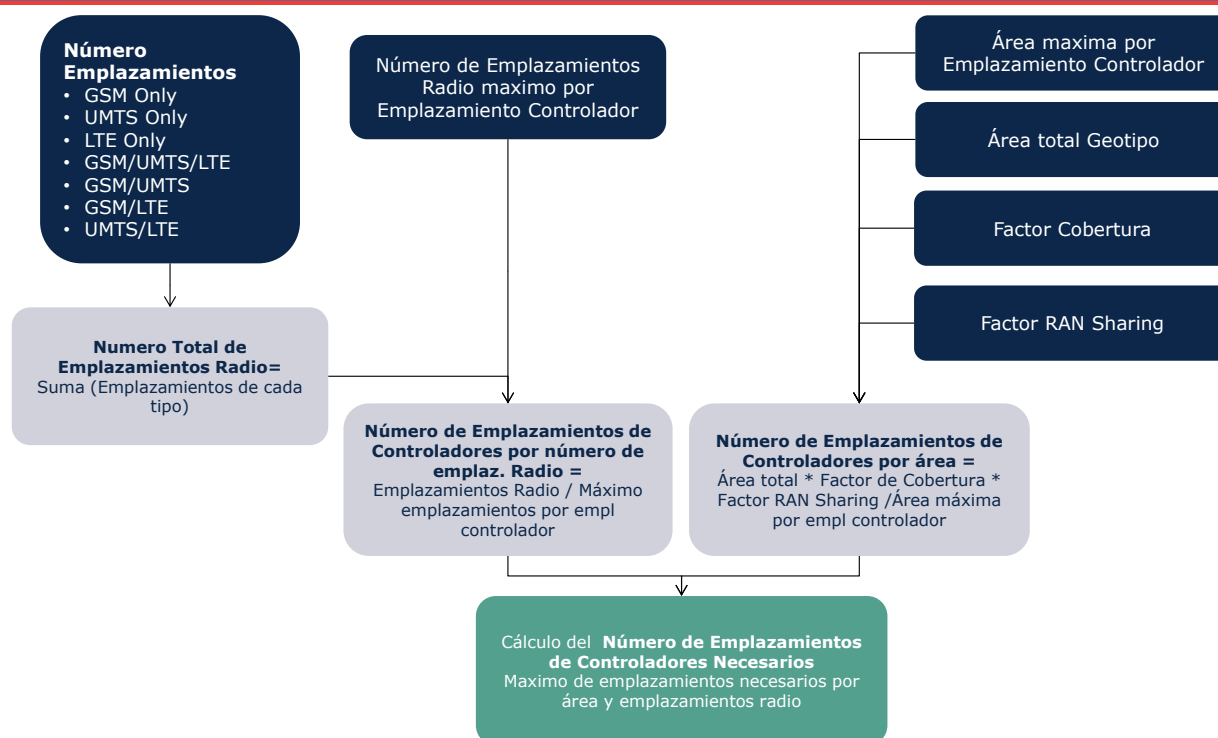 Número
Emplazamientos
• GSM Only
• UMTS Only
• LTE Only
• GSM/UMTS/LTE
• GSM/UMTS
• GSM/LTE
• UMTS/LTE
Número de Emplazamientos
Radio maximo por
Emplazamiento Controlador
Área maxima por
Emplazamiento Controlador
Área total Geotipo
Factor Cobertura
Factor RAN Sharing
Numero Total de
Emplazamientos Radio=
Suma (Emplazamientos de cada
tipo)
Número de Emplazamientos de
Controladores por número de
emplaz. Radio =
Emplazamientos Radio / Máximo
emplazamientos por empl
controlador
Número de Emplazamientos de
Controladores por área =
Área total * Factor de Cobertura *
Factor RAN Sharing /Área máxima
por empl controlador
Cálculo del Número de Emplazamientos
de Controladores Necesarios
Maximo de emplazamientos necesarios por
área y emplazamientos radio